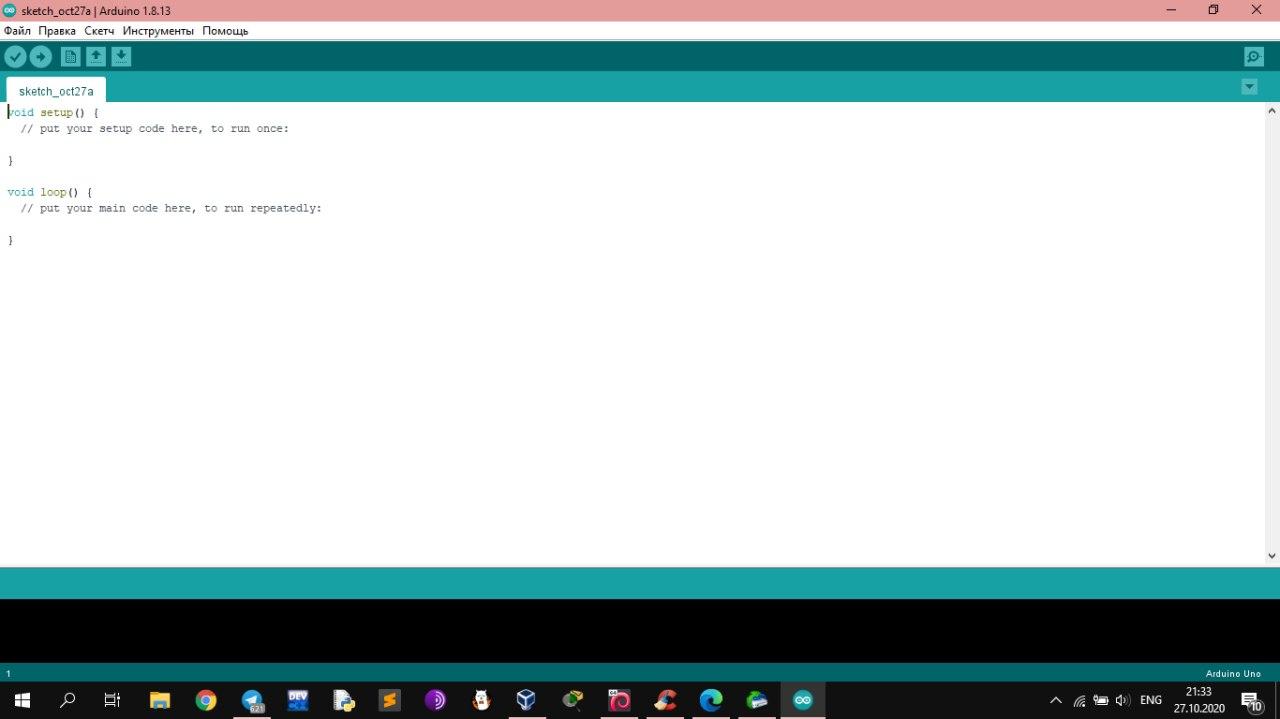 sketch_oct27a | Arduino 1.8.13
Файл Правка Скетч Инструменты Помощь
sketch_oct27a
void setup() {
// put your setup code here, to run once:
}
void loop() {
// put your main code here, to run repeatedly:
}
1
Arduino Uno
621
DEV
ENG
21:33
27.10.2020
10